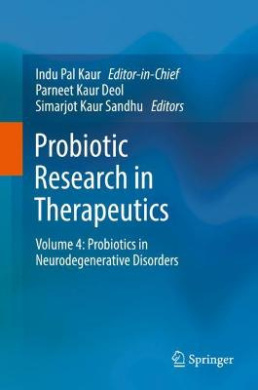 Indu Pal Kaur Editor-in-Chief
Parneet Kaur Deol
Simarjot Kaur Sandhu Editors
Probiotic
Research in
Therapeutics
Volume 4: Probiotics in
Neurodegenerative Disorders
Springer